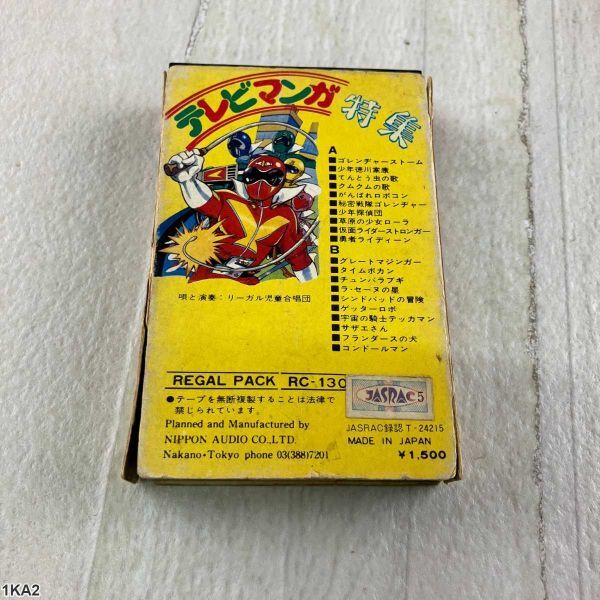 テレビマンガ
特集
A
■ゴレンヂャーストーム
■少年徳川家康
■てんとう虫の歌
■クムクムの歌
■がんばれロボコン
■秘密戦隊ゴレンヂャー
■少年探偵団
■草原の少女ローラ
■仮面ライダーストロンガー
■勇者ライディーン
B
■グレートマジンガー
■タイムボカン
■チュンバラブギ
■ラ・セーヌの星
■シンドバッドの冒険
■ゲッターロボ
■宇宙の騎士テッカマン
■サザエさん
■フランダースの犬
■コンドールマン
唄と演奏:リーガル児童合唱団
REGAL PACK RC-130
●テープを無断複製することは法律で
禁じられています。
Planned and Manufactured by
NIPPON AUDIO CO.,LTD.
Nakano・Tokyo phone 03(388)7201
JASRAC 5
JASRAC録認T-24215
MADE IN JAPAN
¥1,500
1KA2